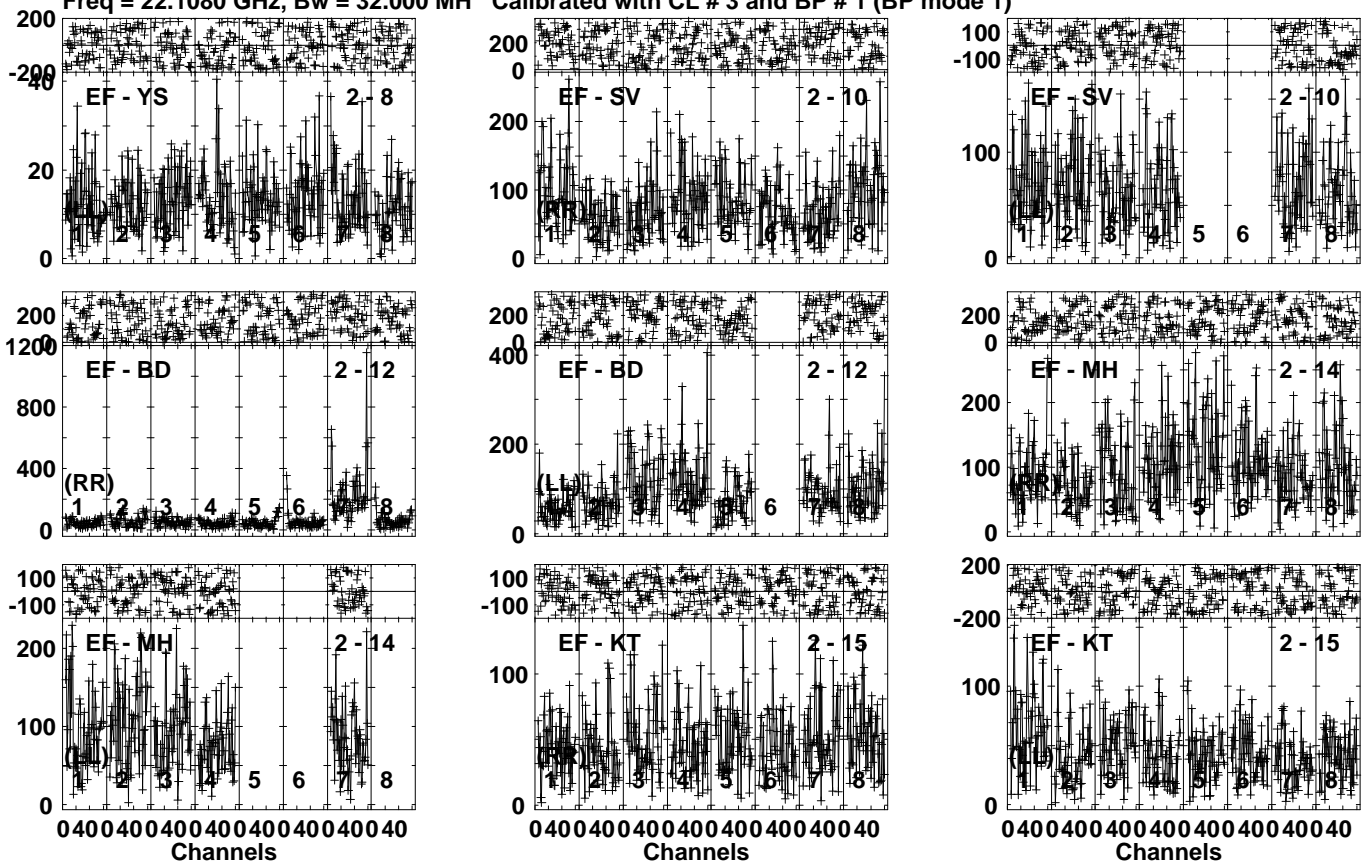 Freq = 22.1080 GHz, Bw = 32.000 MH Calibrated with CL # 3 and BP # 1 (BP mode 1)
200
-200
40
20
0
EF - YS 2 - 8
(LL)
1 2 3 4 5 6 7 8
200
0
200
100
0
EF - SV 2 - 10
(RR)
1 2 3 4 5 6 7 8
100
-100
100
0
EF - SV 2 - 10
(LL)
1 2 3 4 5 6 7 8
200
0
1200
800
400
0
EF - BD 2 - 12
(RR)
1 2 3 4 5 6 7 8
200
0
400
200
0
EF - BD 2 - 12
(LL)
1 2 3 4 5 6 7 8
200
0
200
100
0
EF - MH 2 - 14
(RR)
1 2 3 4 5 6 7 8
100
-100
200
100
0
EF - MH 2 - 14
(LL)
1 2 3 4 5 6 7 8
0 40 0 40 0 40 0 40 0 40 0 40 0 40 0 40
Channels
100
-100
100
0
EF - KT 2 - 15
(RR)
1 2 3 4 5 6 7 8
0 40 0 40 0 40 0 40 0 40 0 40 0 40 0 40
Channels
200
-200
100
0
EF - KT 2 - 15
(LL)
1 2 3 4 5 6 7 8
0 40 0 40 0 40 0 40 0 40 0 40 0 40 0 40
Channels